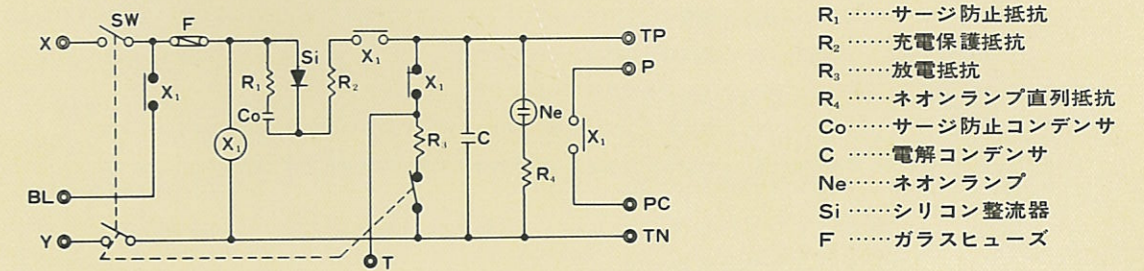 SW
F
X
Si
X₁
TP
P
R₁
R₂
X₁
X₁
Co
Ne
X₁
X₁
R₃
C
R₄
BL
PC
Y
TN
T
R₁ ……サージ防止抵抗
R₂ ……充電保護抵抗
R₃ ……放電抵抗
R₄ ……ネオンランプ直列抵抗
Co……サージ防止コンデンサ
C ……電解コンデンサ
Ne……ネオンランプ
Si ……シリコン整流器
F ……ガラスヒューズ